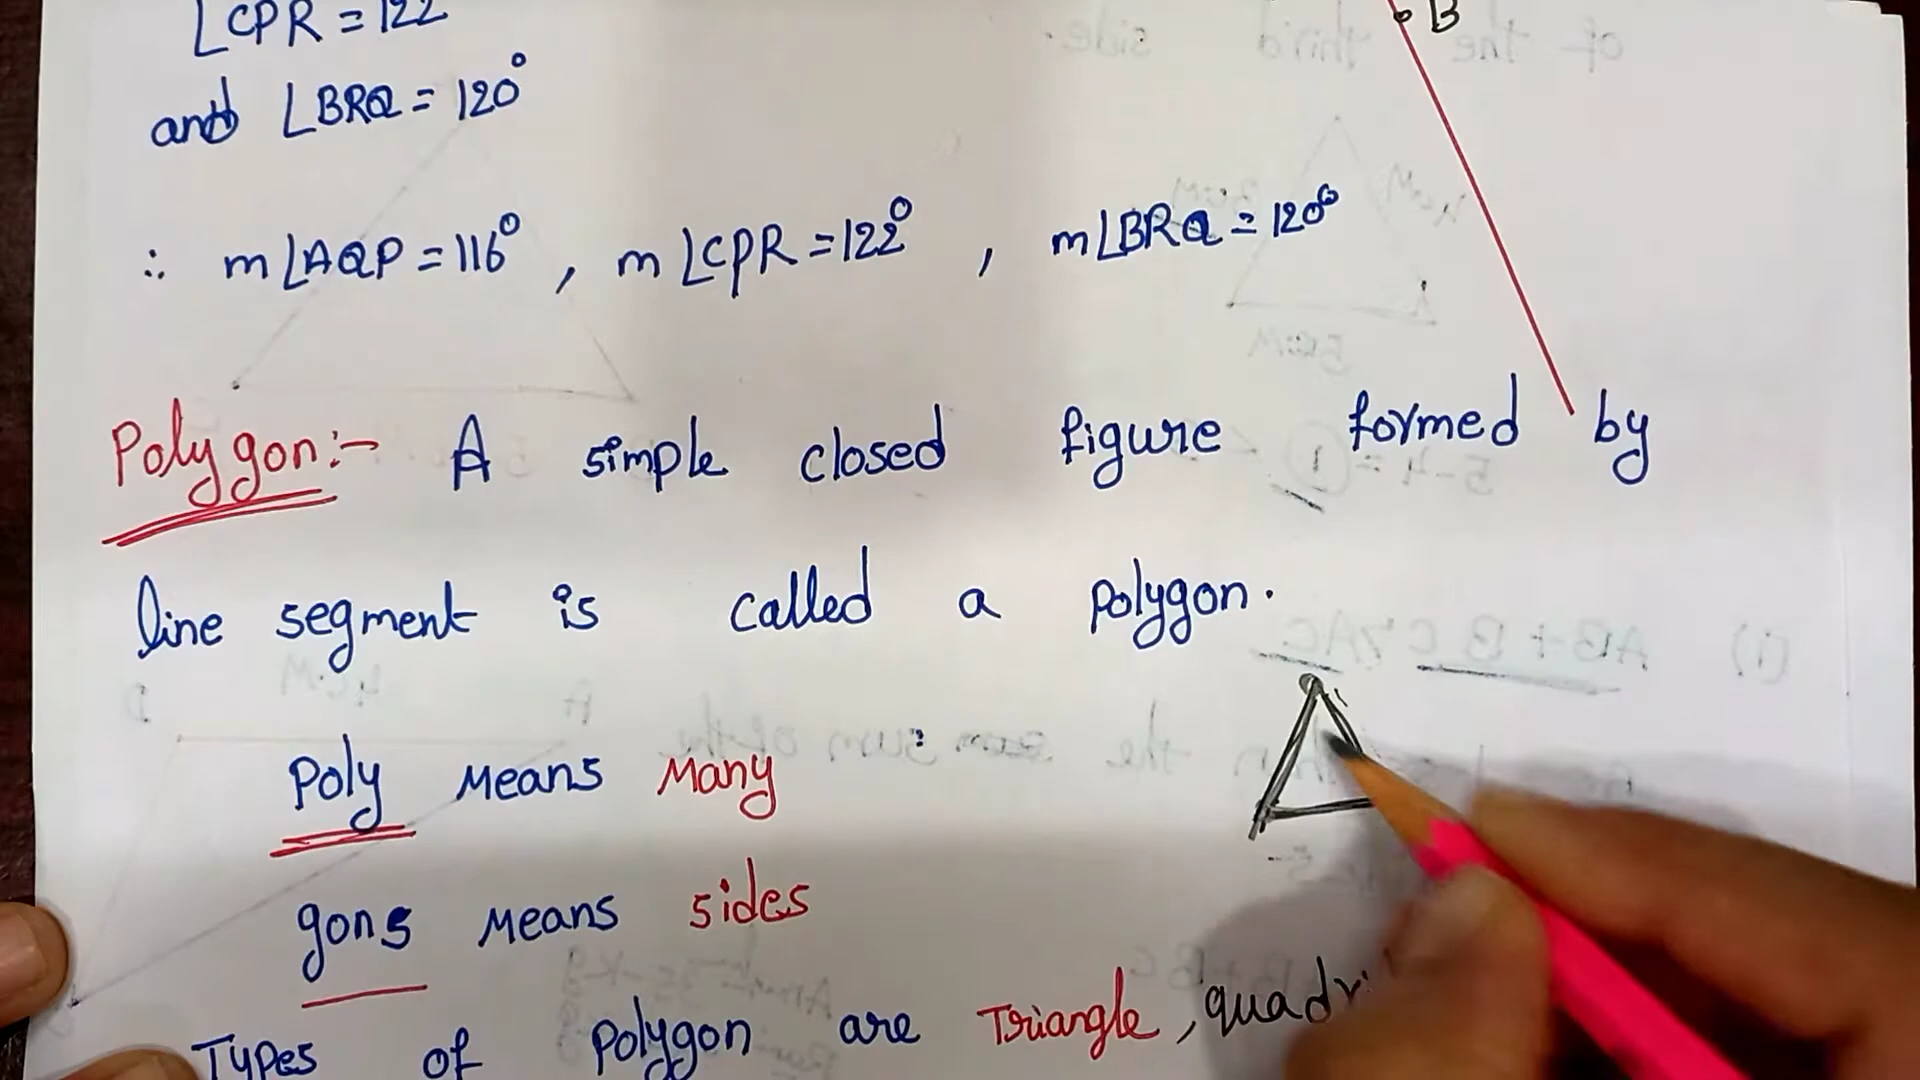 ∠CPR = 122
B
and ∠BRQ = 120°
∴ m∠AQP = 116°, m∠CPR = 122°, m∠BRQ = 120°
Polygon:- A simple closed figure formed by
line segment is called a polygon.
Poly means Many
gons means sides
Types of polygon are Triangle,